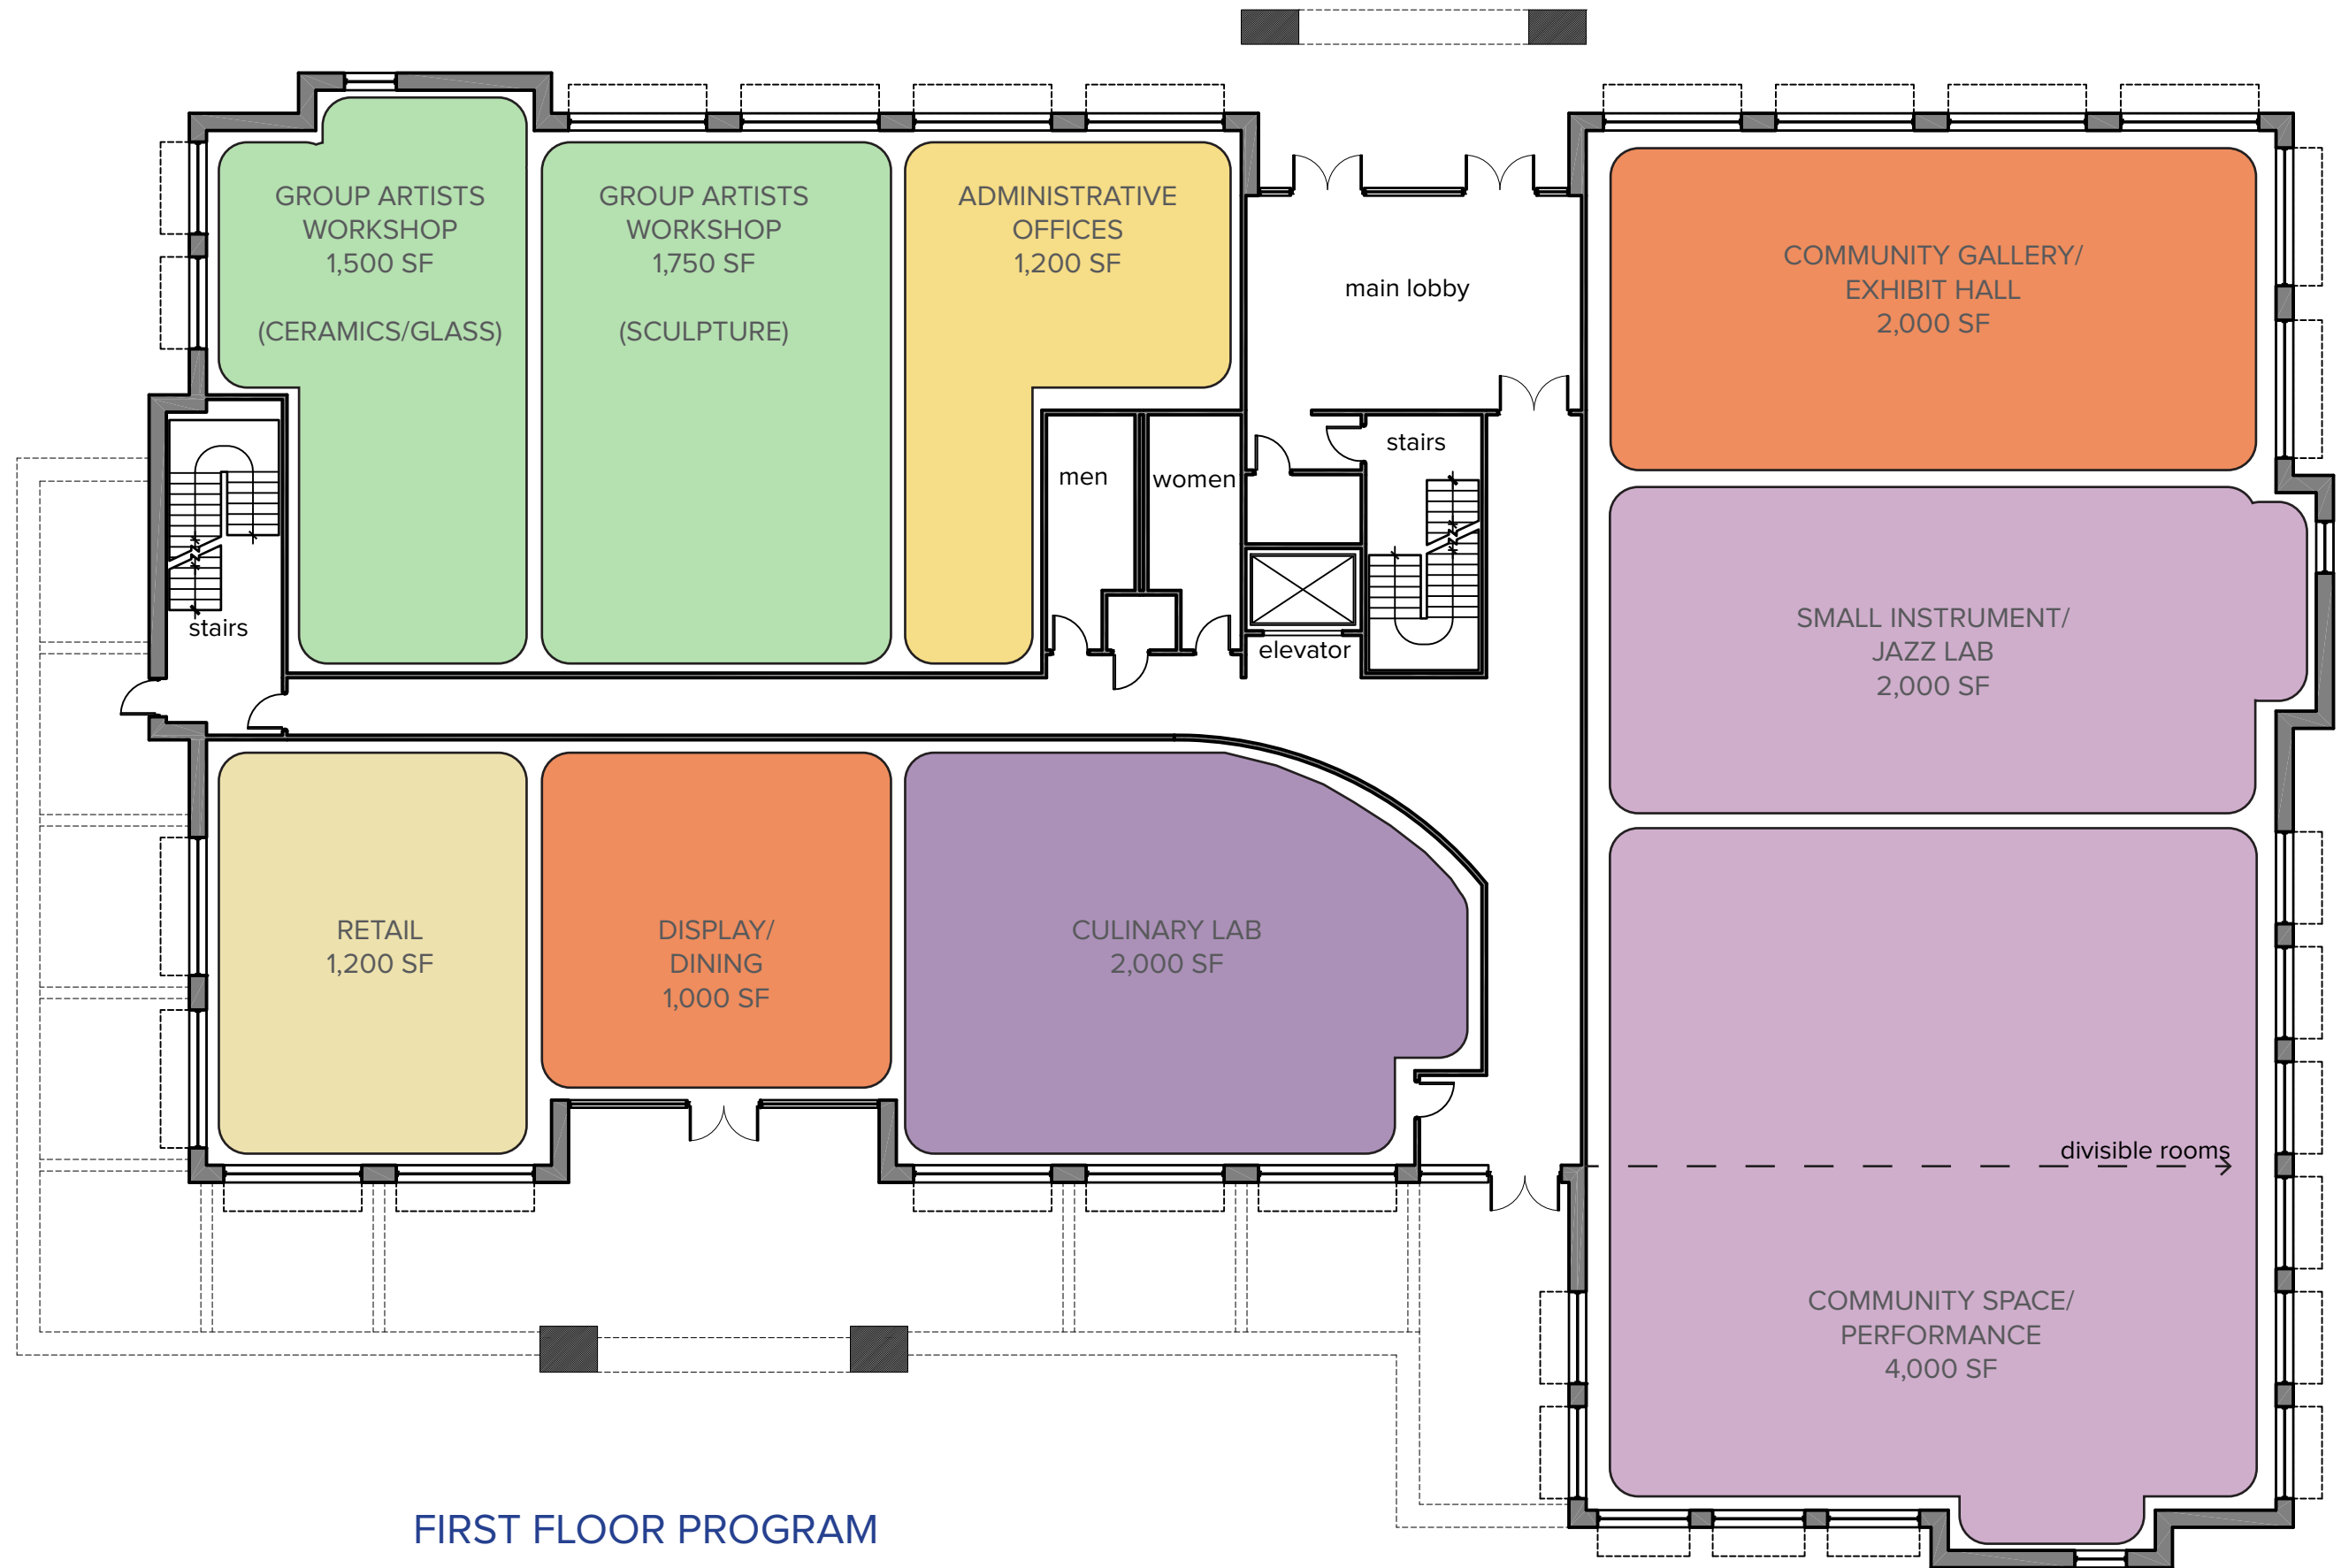 GROUP ARTISTS
WORKSHOP
1,500 SF
(CERAMICS/GLASS)
GROUP ARTISTS
WORKSHOP
1,750 SF
(SCULPTURE)
ADMINISTRATIVE
OFFICES
1,200 SF
main lobby
COMMUNITY GALLERY/
EXHIBIT HALL
2,000 SF
men
women
stairs
elevator
stairs
SMALL INSTRUMENT/
JAZZ LAB
2,000 SF
RETAIL
1,200 SF
DISPLAY/
DINING
1,000 SF
CULINARY LAB
2,000 SF
divisible rooms
COMMUNITY SPACE/
PERFORMANCE
4,000 SF
FIRST FLOOR PROGRAM